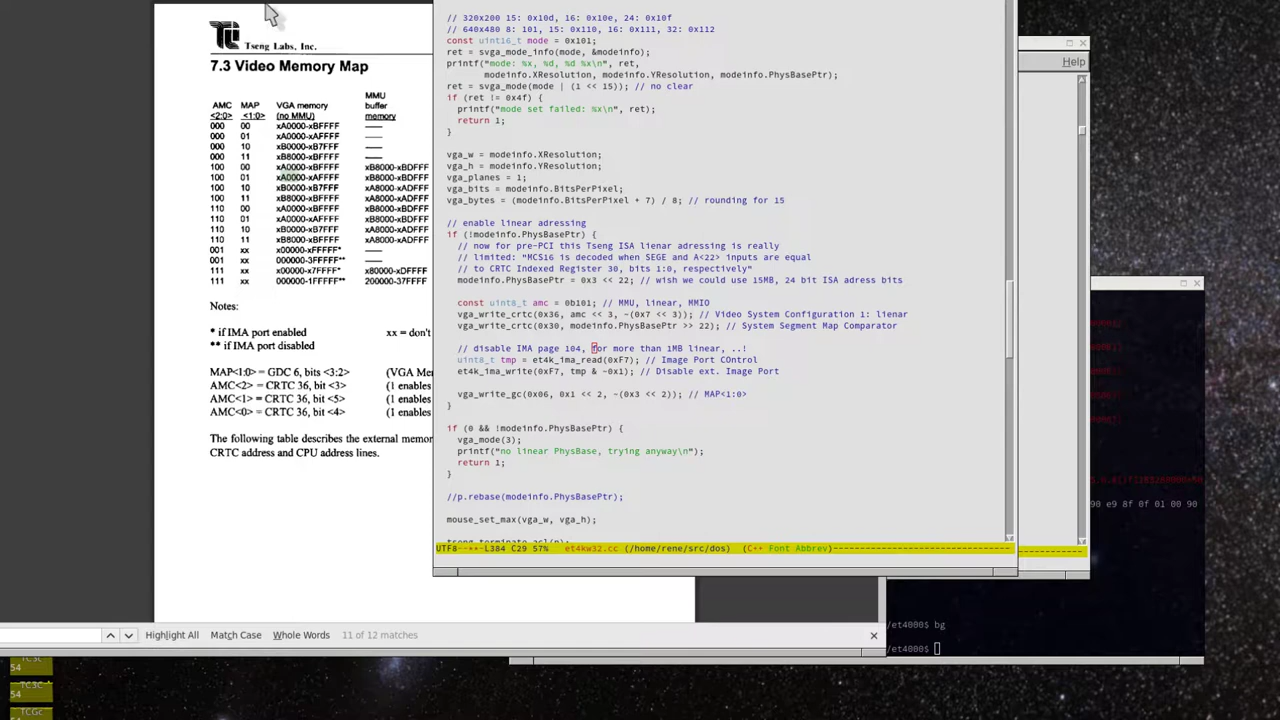 Tseng Labs, Inc.
7.3 Video Memory Map
MMU
AMC MAP VGA memory buffer
<2:0> <1:0> (no MMU) memory
000 00 xA0000-xBFFFF ——
000 01 xA0000-xAFFFF ——
000 10 xB0000-xB7FFF ——
000 11 xB8000-xBFFFF ——
100 00 xA0000-xBFFFF xB8000-xBDFFF
100 01 xA0000-xAFFFF xB8000-xBDFFF
100 10 xB0000-xB7FFF xA8000-xADFFF
100 11 xB8000-xBFFFF xA8000-xADFFF
110 00 xA0000-xBFFFF xB8000-xBDFFF
110 01 xA0000-xAFFFF xB8000-xBDFFF
110 10 xB0000-xB7FFF xA8000-xADFFF
110 11 xB8000-xBFFFF xA8000-xADFFF
001 xx x00000-xFFFFF* ——
001 xx 000000-3FFFFF** ——
111 xx x00000-x7FFFF* x80000-xDFFFF
111 xx 000000-1FFFFF** 200000-37FFFF
Notes:
* if IMA port enabled xx = don't
** if IMA port disabled
MAP<1:0>= GDC 6, bits <3:2> (VGA Mem
AMC<2> = CRTC 36, bit <3> (1 enables
AMC<1> = CRTC 36, bit <5> (1 enables
AMC<0> = CRTC 36, bit <4> (1 enables
The following table describes the external memor
CRTC address and CPU address lines.
// 320x200 15: 0x10d, 16: 0x10e, 24: 0x10f
// 640x480 8: 101, 15: 0x110, 16: 0x111, 32: 0x112
const uint16_t mode = 0x101;
ret = svga_mode_info(mode, &modeinfo);
printf("mode: %x, %d, %d %x\n", ret,
modeinfo.XResolution, modeinfo.YResolution, modeinfo.PhysBasePtr);
ret = svga_mode(mode | (1 << 15)); // no clear
if (ret != 0x4f) {
printf("mode set failed: %x\n", ret);
return 1;
}
vga_w = modeinfo.XResolution;
vga_h = modeinfo.YResolution;
vga_planes = 1;
vga_bits = modeinfo.BitsPerPixel;
vga_bytes = (modeinfo.BitsPerPixel + 7) / 8; // rounding for 15
// enable linear adressing
if (!modeinfo.PhysBasePtr) {
// now for pre-PCI this Tseng ISA lienar adressing is really
// limited: "MCS16 is decoded when SEGE and A<22> inputs are equal
// to CRTC Indexed Register 30, bits 1:0, respectively"
modeinfo.PhysBasePtr = 0x3 << 22; // wish we could use 15MB, 24 bit ISA adress bits
const uint8_t amc = 0b101; // MMU, linear, MMIO
vga_write_crtc(0x36, amc << 3, ~(0x7 << 3)); // Video System Configuration 1: lienar
vga_write_crtc(0x30, modeinfo.PhysBasePtr >> 22); // System Segment Map Comparator
// disable IMA page 104, for more than 1MB linear, ..!
uint8_t tmp = et4k_ima_read(0xF7); // Image Port COntrol
et4k_ima_write(0xF7, tmp & ~0x1); // Disable ext. Image Port
vga_write_gc(0x06, 0x1 << 2, ~(0x3 << 2)); // MAP<1:0>
}
if (0 && !modeinfo.PhysBasePtr) {
vga_mode(3);
printf("no linear PhysBase, trying anyway\n");
return 1;
}
//p.rebase(modeinfo.PhysBasePtr);
mouse_set_max(vga_w, vga_h);
UTF8--**-L384 C29 57% et4kw32.cc (/home/rene/src/dos) (C++ Font Abbrev)
Help
90 e9 8f 0f 01 00 90
/et4000$ bg
/et4000$
Highlight All Match Case Whole Words 11 of 12 matches
54
54